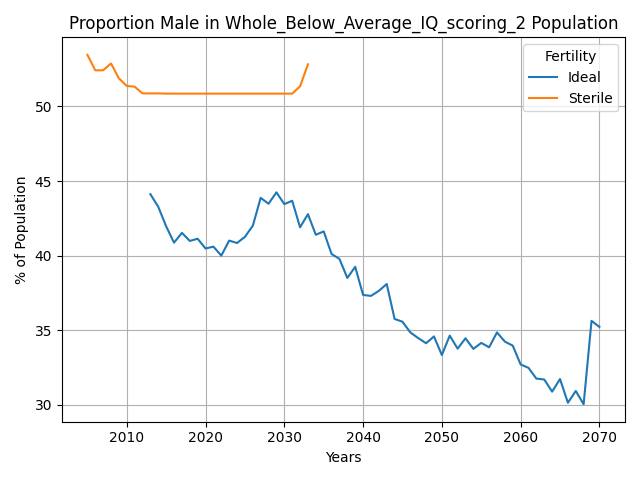 Proportion Male in Whole_Below_Average_IQ_scoring_2 Population
Fertility
Ideal
Sterile
% of Population
50
45
40
35
30
2010 2020 2030 2040 2050 2060 2070
Years